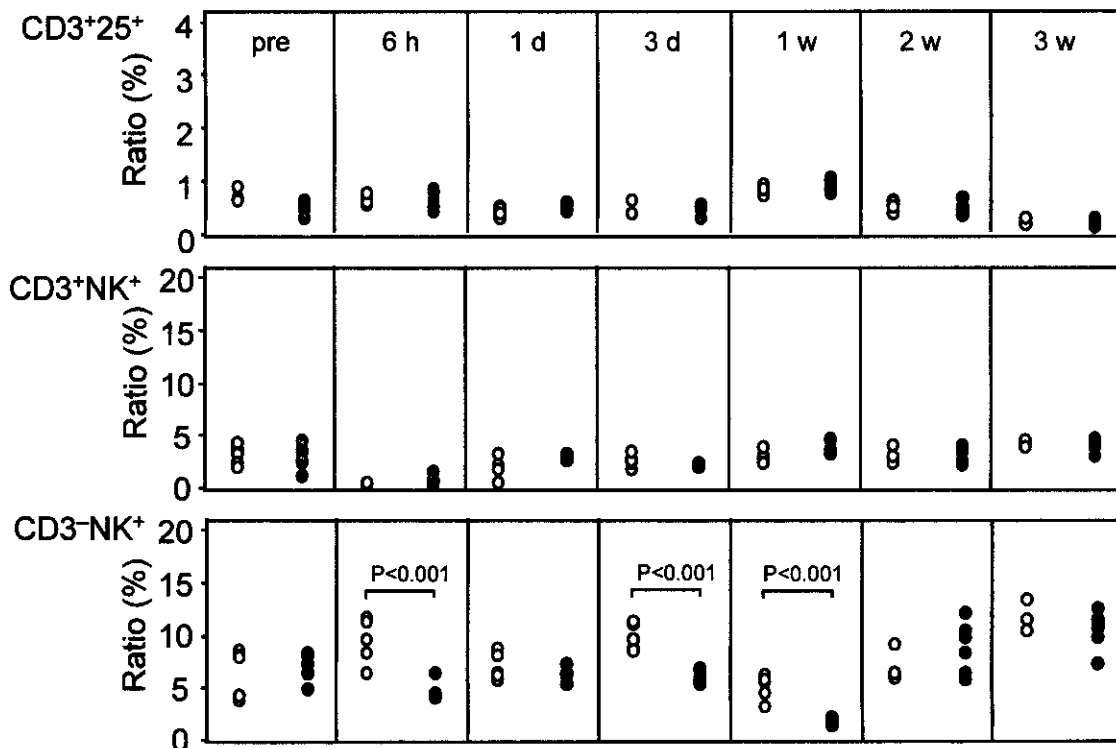 CD3⁺25⁺
Ratio (%)
4
3
2
1
0
pre 6 h 1 d 3 d 1 w 2 w 3 w
CD3⁺NK⁺
Ratio (%)
20
15
10
5
0
CD3⁻NK⁺
Ratio (%)
20
15
10
5
0
P<0.001 P<0.001 P<0.001